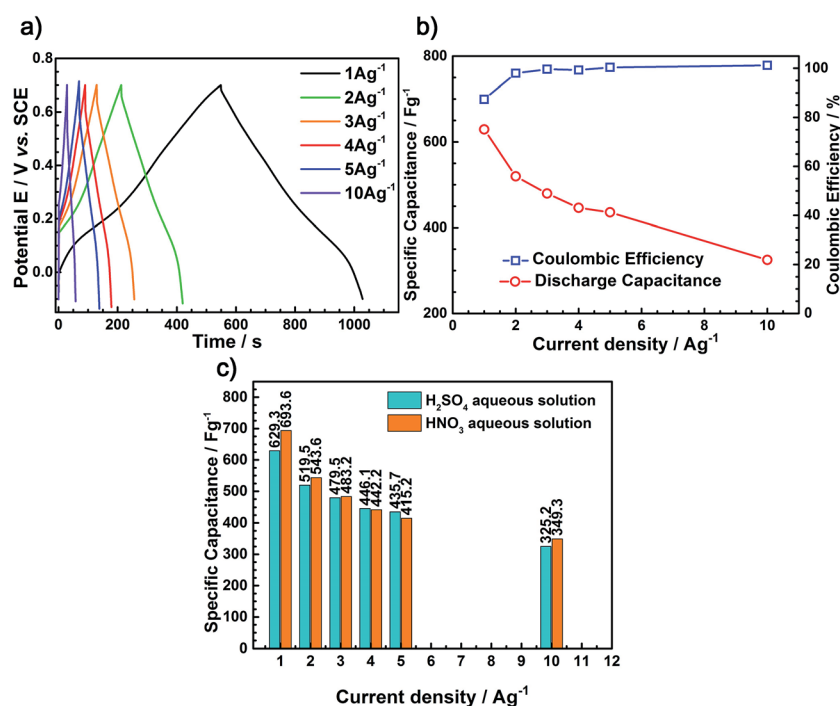 a)
Potential E / V vs. SCE
0.8
0.6
0.4
0.2
0.0
1Ag⁻¹
2Ag⁻¹
3Ag⁻¹
4Ag⁻¹
5Ag⁻¹
10Ag⁻¹
0 200 400 600 800 1000
Time / s
b)
Specific Capacitance / Fg⁻¹
800
600
400
200
Coulombic Efficiency
Discharge Capacitance
100
80
60
40
20
0
Coulombic Efficiency / %
0 2 4 6 8 10
Current density / Ag⁻¹
c)
Specific Capacitance / Fg⁻¹
800
700
600
500
400
300
200
100
0
H₂SO₄ aqueous solution
HNO₃ aqueous solution
629.3 693.6
519.5 543.6
479.5 483.2
446.1 442.2
435.7 415.2
325.2 349.3
1 2 3 4 5 6 7 8 9 10 11 12
Current density / Ag⁻¹